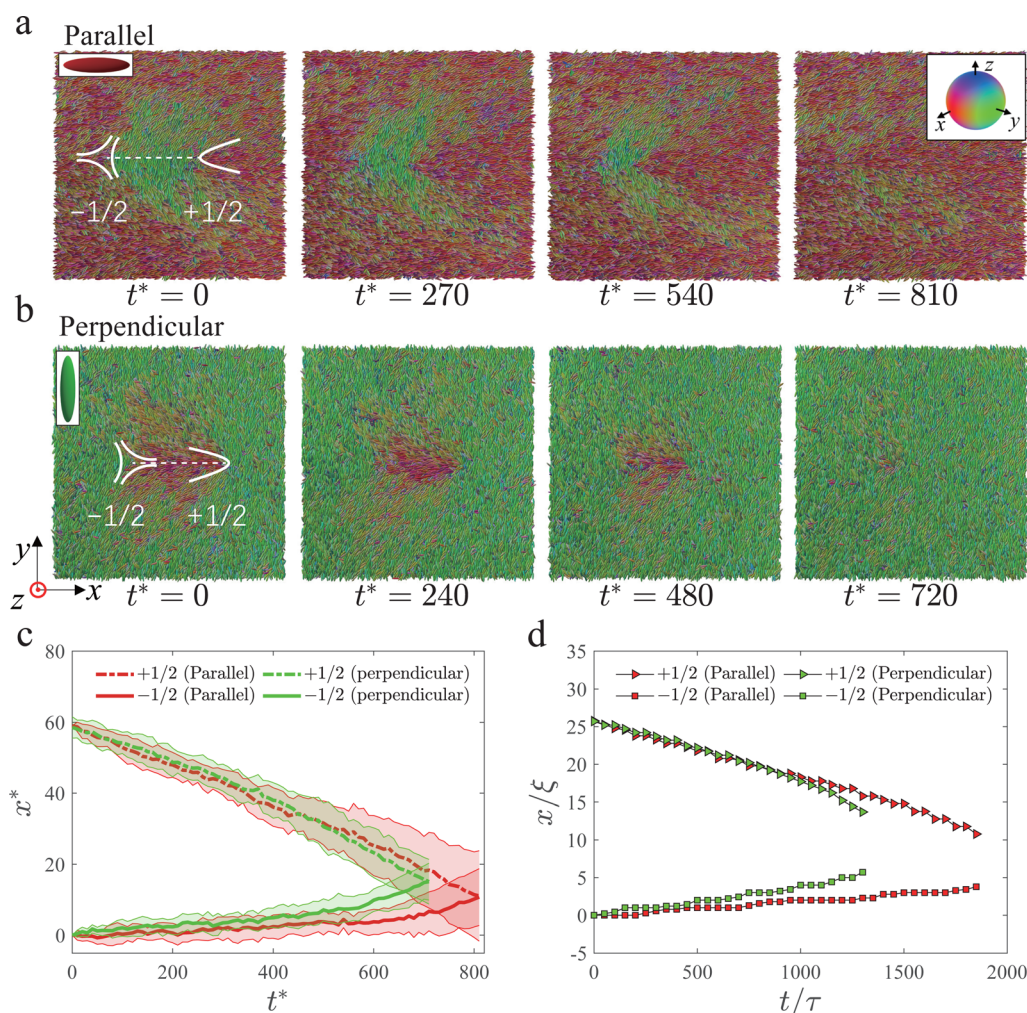 a
Parallel
z
x
y
−1/2
+1/2
t* = 0
t* = 270
t* = 540
t* = 810
b
Perpendicular
−1/2
+1/2
y
z
x
t* = 0
t* = 240
t* = 480
t* = 720
c
80
60
40
20
0
x*
+1/2 (Parallel)
+1/2 (perpendicular)
−1/2 (Parallel)
−1/2 (perpendicular)
0
200
400
600
800
t*
d
35
30
25
20
15
10
5
0
-5
x/ξ
+1/2 (Parallel)
+1/2 (Perpendicular)
−1/2 (Parallel)
−1/2 (Perpendicular)
0
500
1000
1500
2000
t/τ